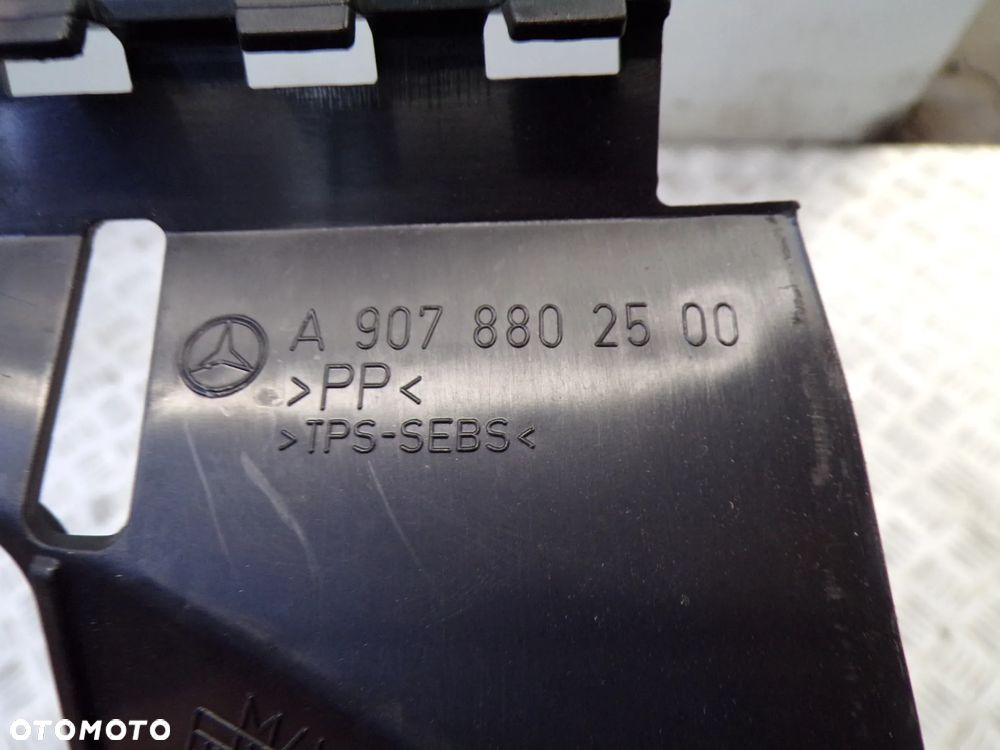 A 907 880 25 00
>PP<
>TPS-SEBS<
OTOMOTO